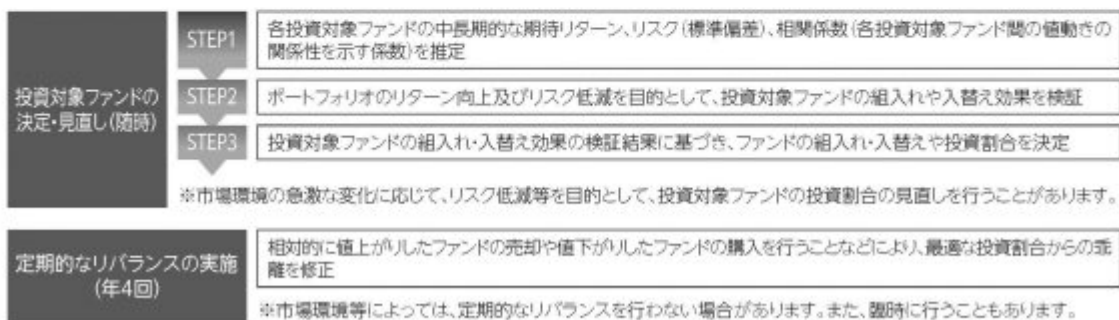 投資対象ファンドの
決定・見直し(随時)
STEP1
各投資対象ファンドの中長期的な期待リターン、リスク(標準偏差)、相関係数(各投資対象ファンド間の値動きの
関係性を示す係数)を推定
STEP2
ポートフォリオのリターン向上及びリスク低減を目的として、投資対象ファンドの組入れや入替え効果を検証
STEP3
投資対象ファンドの組入れ・入替え効果の検証結果に基づき、ファンドの組入れ・入替えや投資割合を決定
※市場環境の急激な変化に応じて、リスク低減等を目的として、投資対象ファンドの投資割合の見直しを行うことがあります。
定期的なリバランスの実施
(年4回)
相対的に値上がりしたファンドの売却や値下がりしたファンドの購入を行うことなどにより、最適な投資割合からの乖
離を修正
※市場環境等によっては、定期的なリバランスを行わない場合があります。また、臨時に行うこともあります。